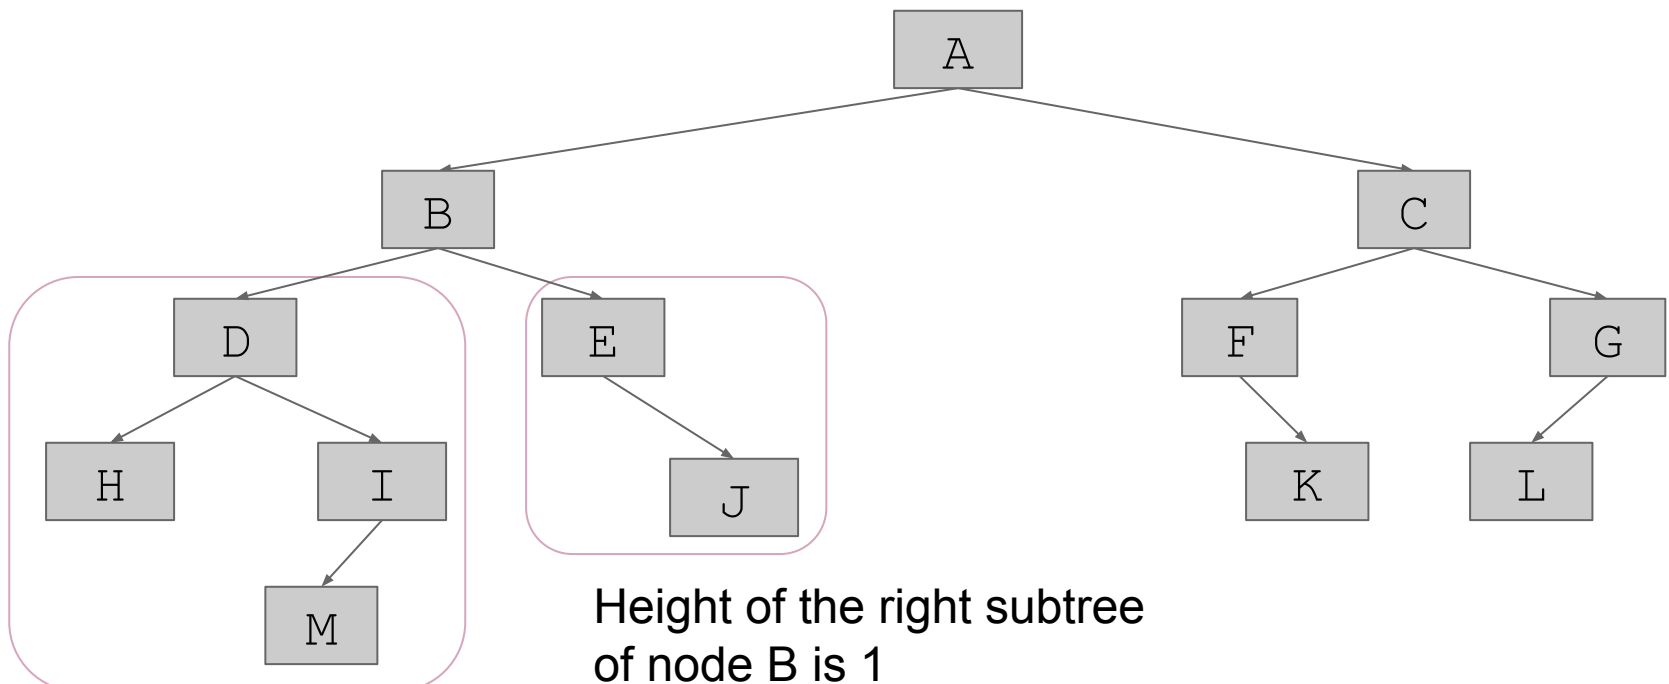 A
B
C
D
E
F
G
H
I
J
K
L
M
Height of the right subtree
of node B is 1